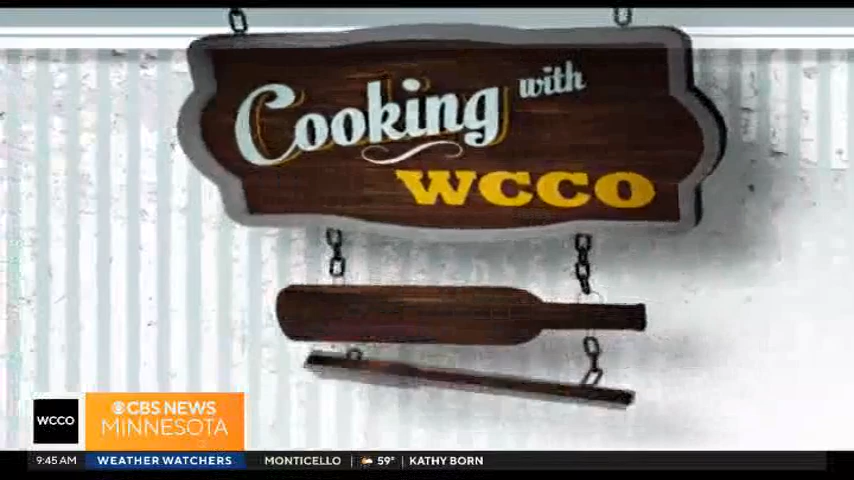 Cooking with
WCCO
WCCO
CBS NEWS
MINNESOTA
9:45 AM WEATHER WATCHERS MONTICELLO | 59° | KATHY BORN